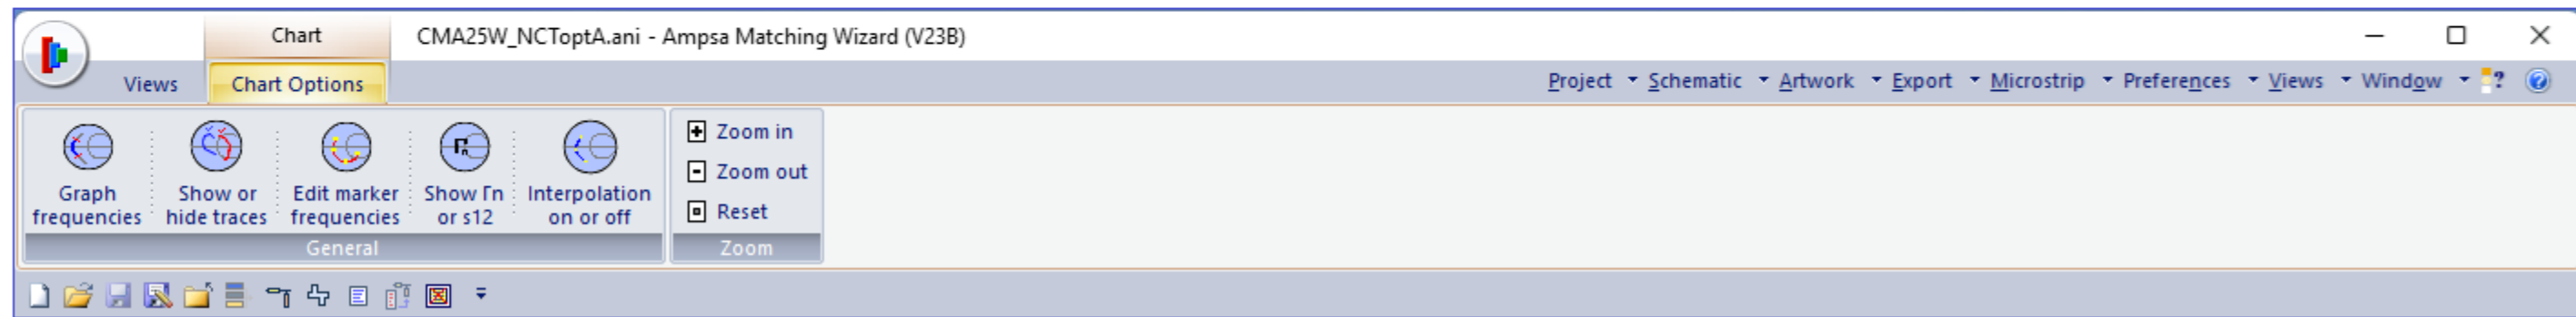 Chart
CMA25W_NCToptA.ani - Ampsa Matching Wizard (V23B)
Views
Chart Options
Project Schematic Artwork Export Microstrip Preferences Views Window ?
Graph frequencies
Show or hide traces
Edit marker frequencies
Show Γn or s12
Interpolation on or off
General
Zoom in
Zoom out
Reset
Zoom